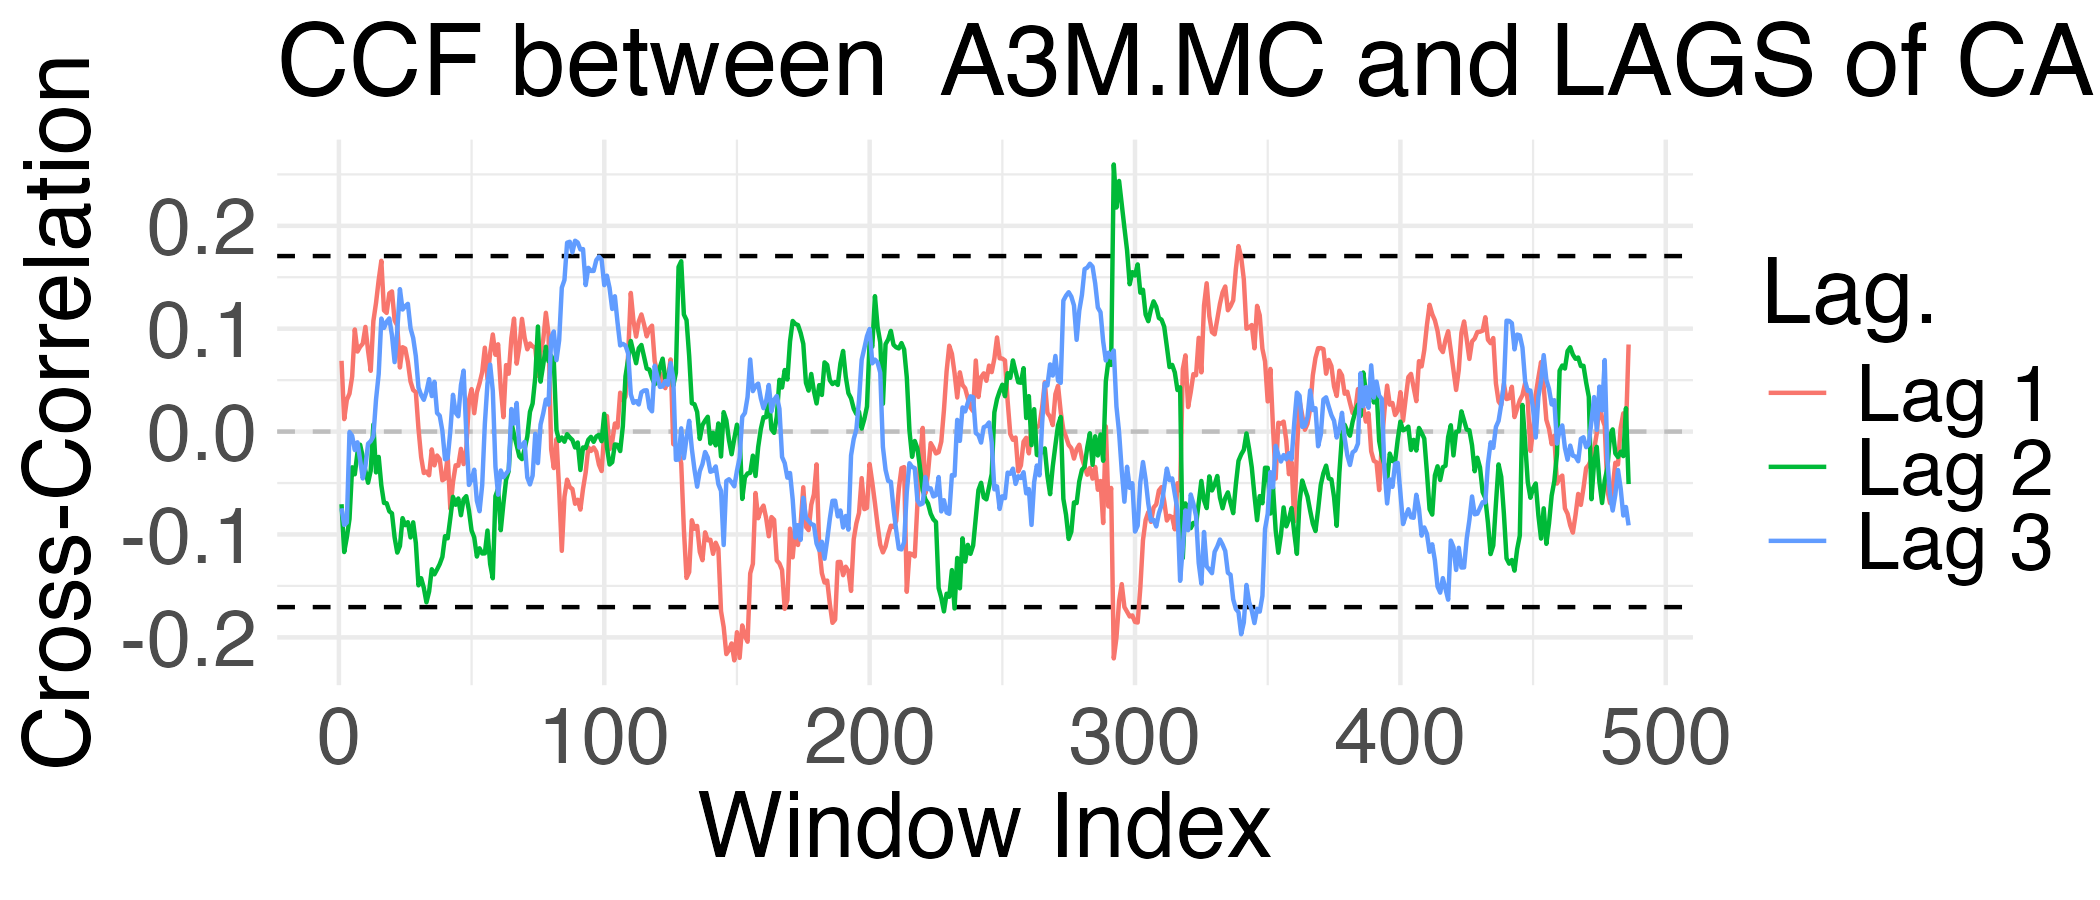 CCF between  A3M.MC and LAGS of CA
Cross-Correlation
0.2
0.1
0.0
-0.1
-0.2
0 100 200 300 400 500
Window Index
Lag.
Lag 1
Lag 2
Lag 3